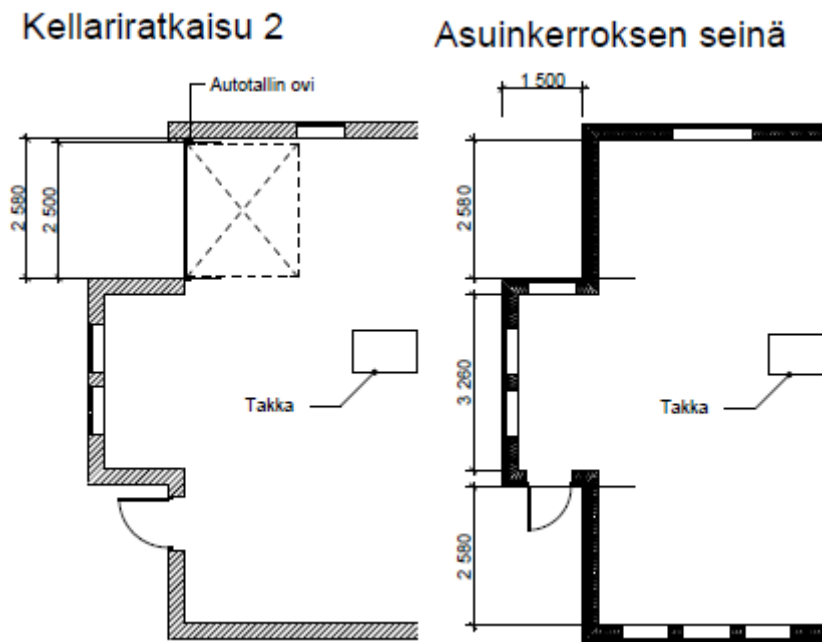 Kellariratkaisu 2
Asuinkerroksen seinä
Autotallin ovi
1 500
2 580
2 500
2 580
3 260
Takka
Takka
2 580